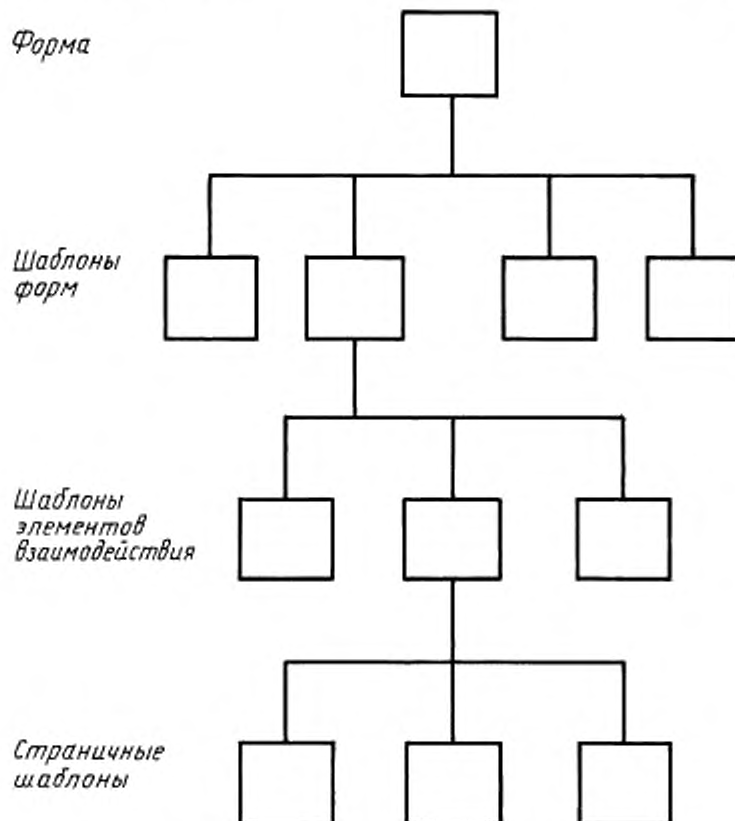 Форма
Шаблоны
форм
Шаблоны
элементов
взаимодействия
Страничные
шаблоны